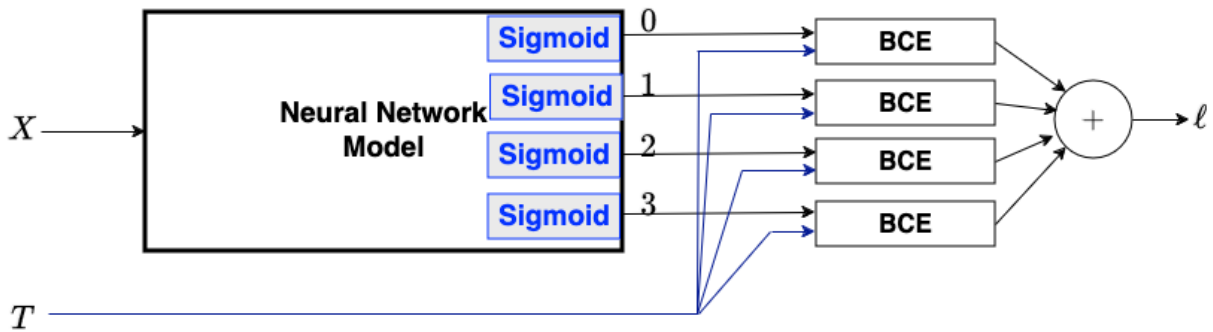 Sigmoid 0 BCE
Sigmoid 1 BCE
Neural Network
Model
X
+ ℓ
Sigmoid 2 BCE
Sigmoid 3 BCE
T